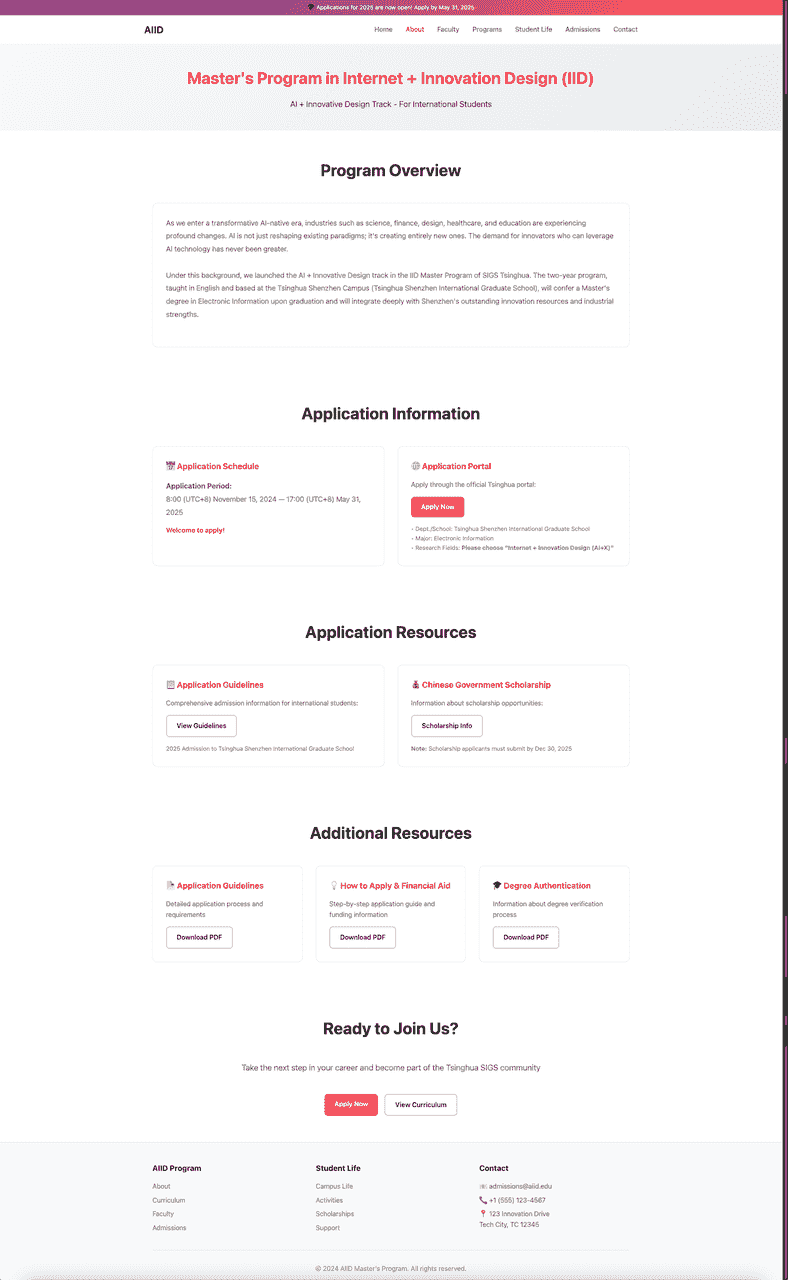 🎓 Applications for 2025 are now open! Apply by May 31, 2025
AIID
Home About Faculty Programs Student Life Admissions Contact
Master's Program in Internet + Innovation Design (IID)
AI + Innovative Design Track - For International Students
Program Overview
As we enter a transformative AI-native era, industries such as science, finance, design, healthcare, and education are experiencing
profound changes. AI is not just reshaping existing paradigms; it's creating entirely new ones. The demand for innovators who can leverage
AI technology has never been greater.
Under this background, we launched the AI + Innovative Design track in the IID Master Program of SIGS Tsinghua. The two-year program,
taught in English and based at the Tsinghua Shenzhen Campus (Tsinghua Shenzhen International Graduate School), will confer a Master's
degree in Electronic Information upon graduation and will integrate deeply with Shenzhen's outstanding innovation resources and industrial
strengths.
Application Information
📅 Application Schedule
Application Period:
8:00 (UTC+8) November 15, 2024 — 17:00 (UTC+8) May 31,
2025
Welcome to apply!
🌐 Application Portal
Apply through the official Tsinghua portal:
Apply Now
• Dept./School: Tsinghua Shenzhen International Graduate School
• Major: Electronic Information
• Research Fields: Please choose "Internet + Innovation Design (AI+X)"
Application Resources
📋 Application Guidelines
Comprehensive admission information for international students:
View Guidelines
2025 Admission to Tsinghua Shenzhen International Graduate School
💰 Chinese Government Scholarship
Information about scholarship opportunities:
Scholarship Info
Note: Scholarship applicants must submit by Dec 30, 2025
Additional Resources
📝 Application Guidelines
Detailed application process and
requirements
Download PDF
💡 How to Apply & Financial Aid
Step-by-step application guide and
funding information
Download PDF
🎓 Degree Authentication
Information about degree verification
process
Download PDF
Ready to Join Us?
Take the next step in your career and become part of the Tsinghua SIGS community
Apply Now View Curriculum
AIID Program
About
Curriculum
Faculty
Admissions
Student Life
Campus Life
Activities
Scholarships
Support
Contact
📧 admissions@aiid.edu
📞 +1 (555) 123-4567
📍 123 Innovation Drive
Tech City, TC 12345
© 2024 AIID Master's Program. All rights reserved.